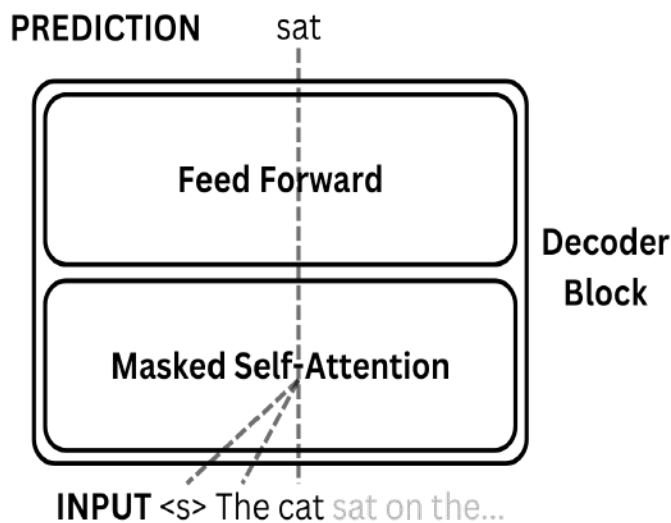 PREDICTION sat
Feed Forward
Decoder
Block
Masked Self-Attention
INPUT <s> The cat sat on the...